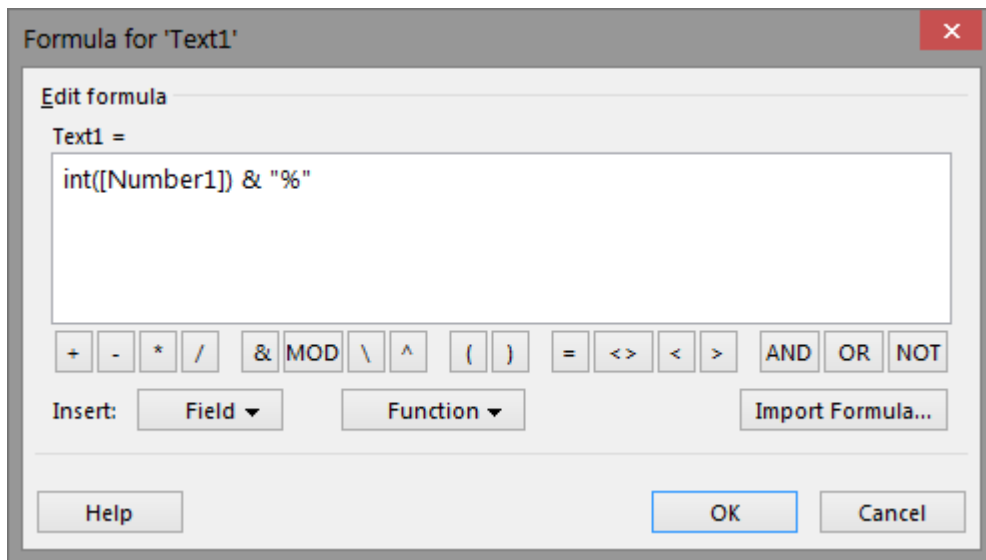 Formula for 'Text1'
Edit formula
Text1 =
int([Number1]) & "%"
+ - * / & MOD \ ^ ( ) = <> < > AND OR NOT
Insert: Field Function Import Formula...
Help OK Cancel